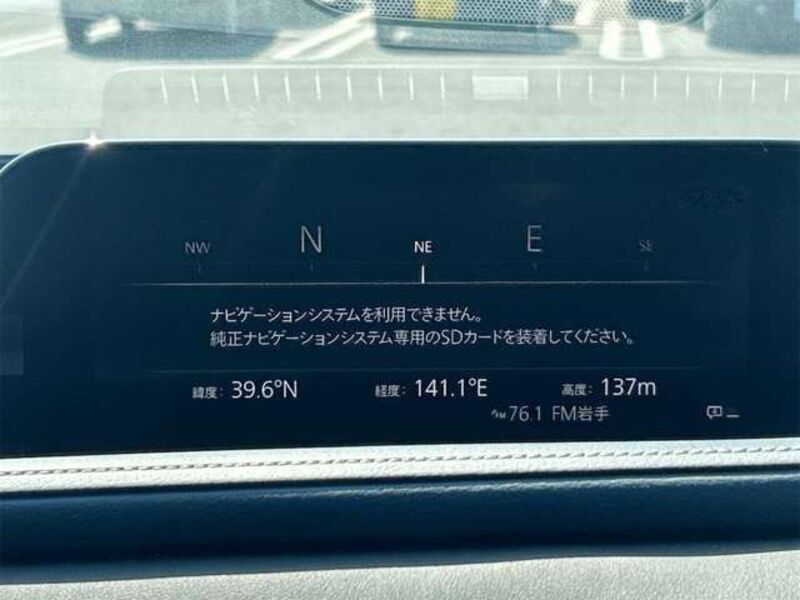 NW N NE E SE
ナビゲーションシステムを利用できません。
純正ナビゲーションシステム専用のSDカードを装着してください。
緯度: 39.6°N 経度: 141.1°E 高度: 137m
FM 76.1 FM岩手